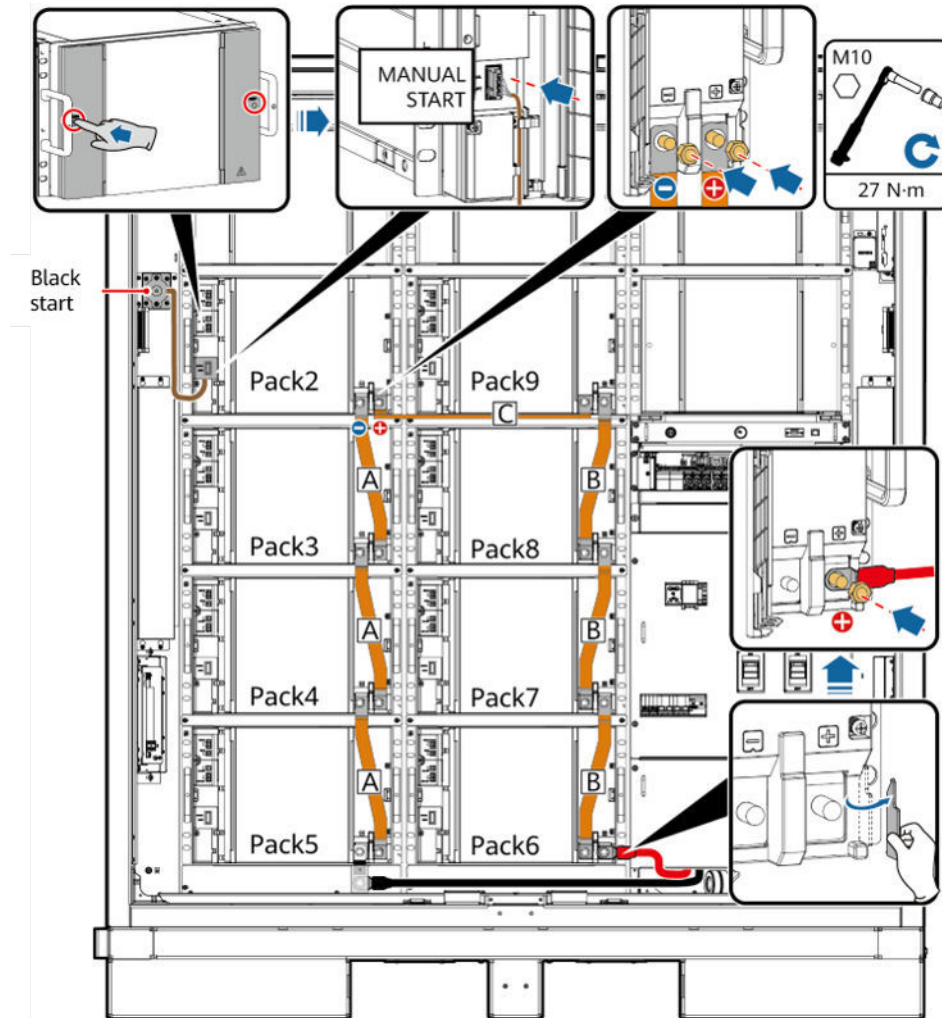 MANUAL
START
− +
− +
M10
27 N·m
Black
start
Pack2
Pack9
C
− +
A
B
Pack3
Pack8
− +
+
A
B
Pack4
Pack7
− +
A
B
Pack5
Pack6